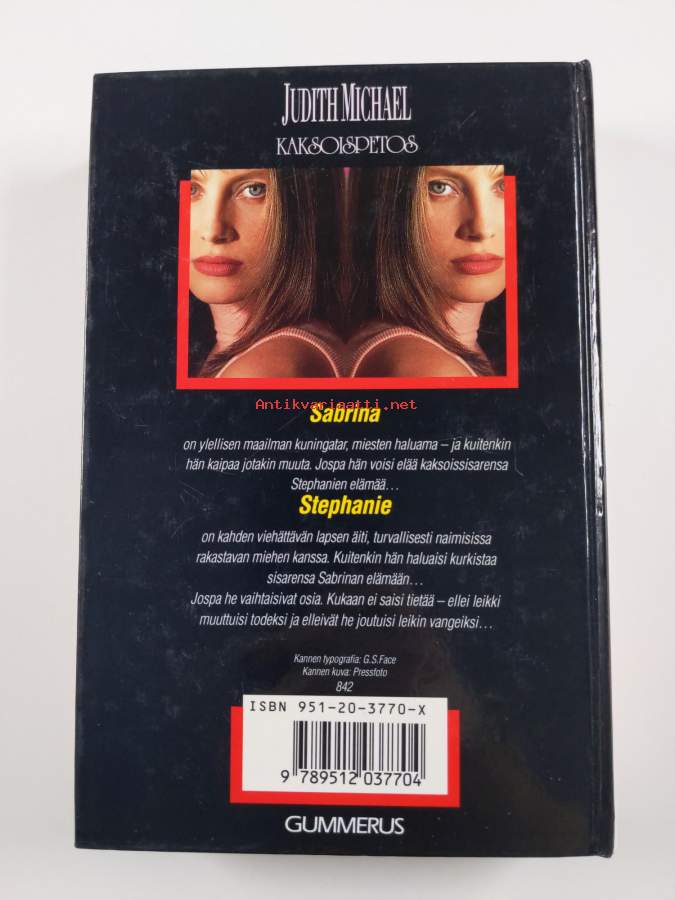 JUDITH MICHAEL
KAKSOISPETOS
Antikvariaatti.net
Sabrina
on ylellisen maailman kuningatar, miesten haluama – ja kuitenkin
hän kaipaa jotakin muuta. Jospa hän voisi elää kaksoissisarensa
Stephanien elämää...
Stephanie
on kahden viehättävän lapsen äiti, turvallisesti naimisissa
rakastavan miehen kanssa. Kuitenkin hän haluaisi kurkistaa
sisarensa Sabrinan elämään...
Jospa he vaihtaisivat osia. Kukaan ei saisi tietää – ellei leikki
muuttuisi todeksi ja elleivät he joutuisi leikin vangeiksi...
Kannen typografia: G.S.Face
Kannen kuva: Pressfoto
842
ISBN 951-20-3770-X
9 789512 037704
GUMMERUS